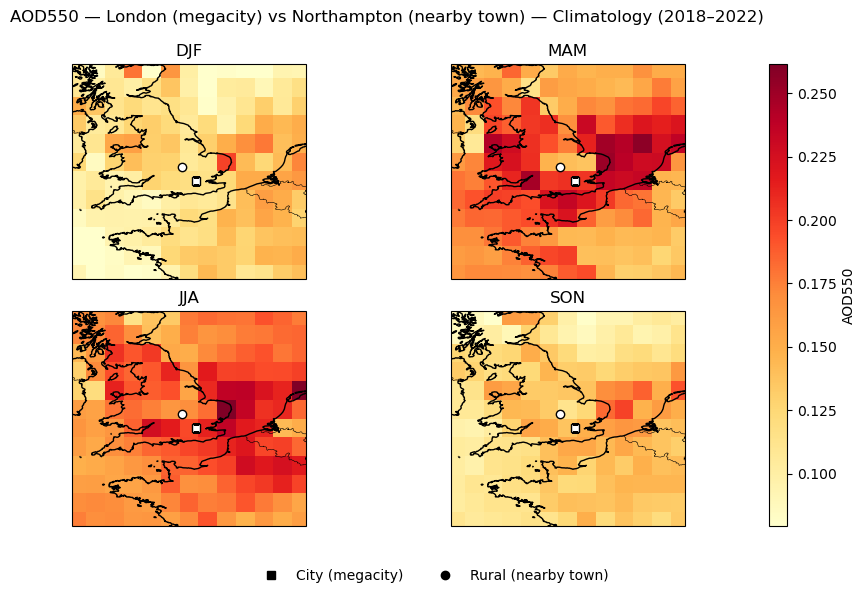 AOD550 — London (megacity) vs Northampton (nearby town) — Climatology (2018–2022)
DJF
MAM
JJA
SON
0.250
0.225
0.200
0.175
0.150
0.125
0.100
AOD550
City (megacity)
Rural (nearby town)